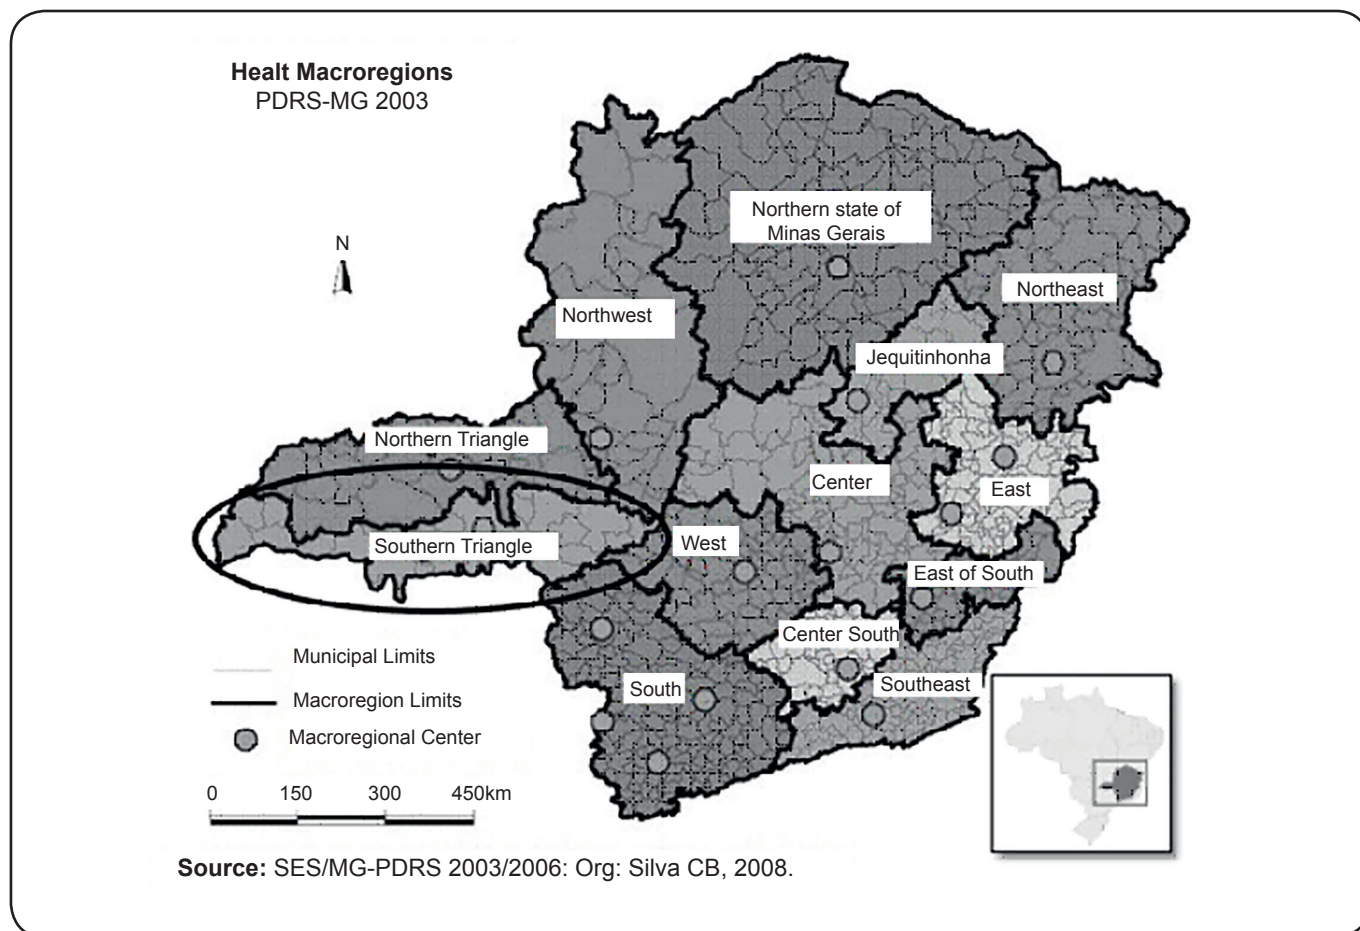 Healt Macroregions
PDRS-MG 2003
N
Northern state of
Minas Gerais
Northeast
Northwest
Jequitinhonha
Northern Triangle
Center
East
Southern Triangle
West
East of South
Center South
Southeast
South
Municipal Limits
Macroregion Limits
Macroregional Center
0 150 300 450km
Source: SES/MG-PDRS 2003/2006: Org: Silva CB, 2008.